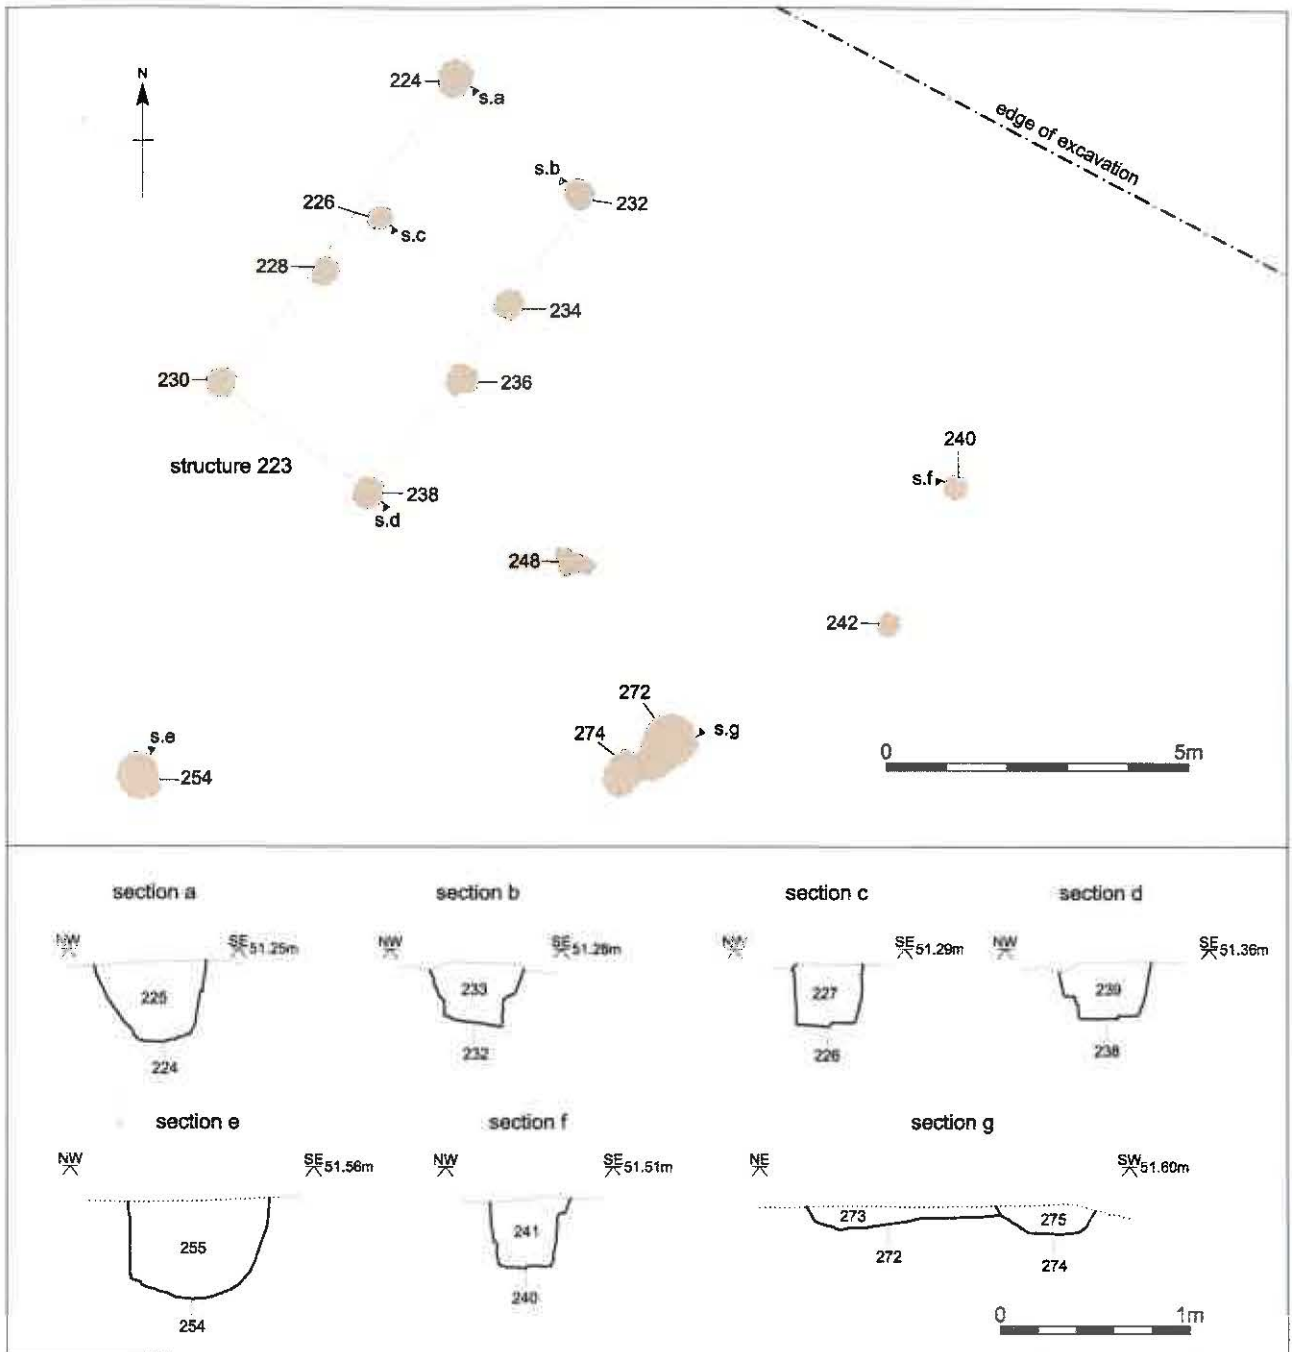 N
224
s.a
edge of excavation
s.b
232
226
s.c
228
234
230
236
structure 223
240
238
s.f
s.d
248
242
272
274
s.g
s.e
254
0 5m
section a section b section c section d
NW SE 51.25m NW SE 51.28m NW SE 51.29m NW SE 51.36m
225 233 227 239
224 232 226 238
section e section f section g
NW SE 51.56m NW SE 51.51m NE SW 51.60m
255 241 273 275
254 240 272 274
0 1m